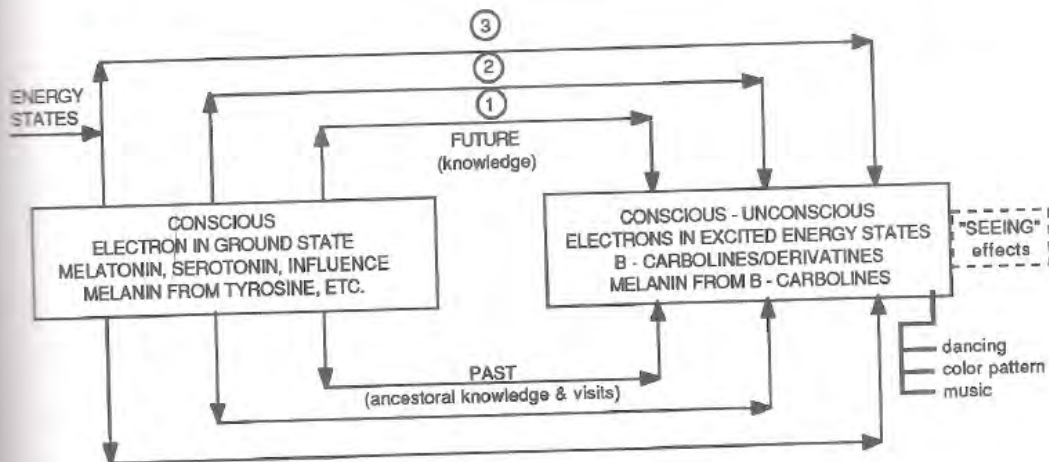 3
2
ENERGY
STATES
1
FUTURE
(knowledge)
CONSCIOUS
ELECTRON IN GROUND STATE
MELATONIN, SEROTONIN, INFLUENCE
MELANIN FROM TYROSINE, ETC.
CONSCIOUS - UNCONSCIOUS
ELECTRONS IN EXCITED ENERGY STATES
B - CARBOLINES/DERIVATINES
MELANIN FROM B - CARBOLINES
"SEEING"
effects
PAST
(ancestoral knowledge & visits)
dancing
color pattern
music